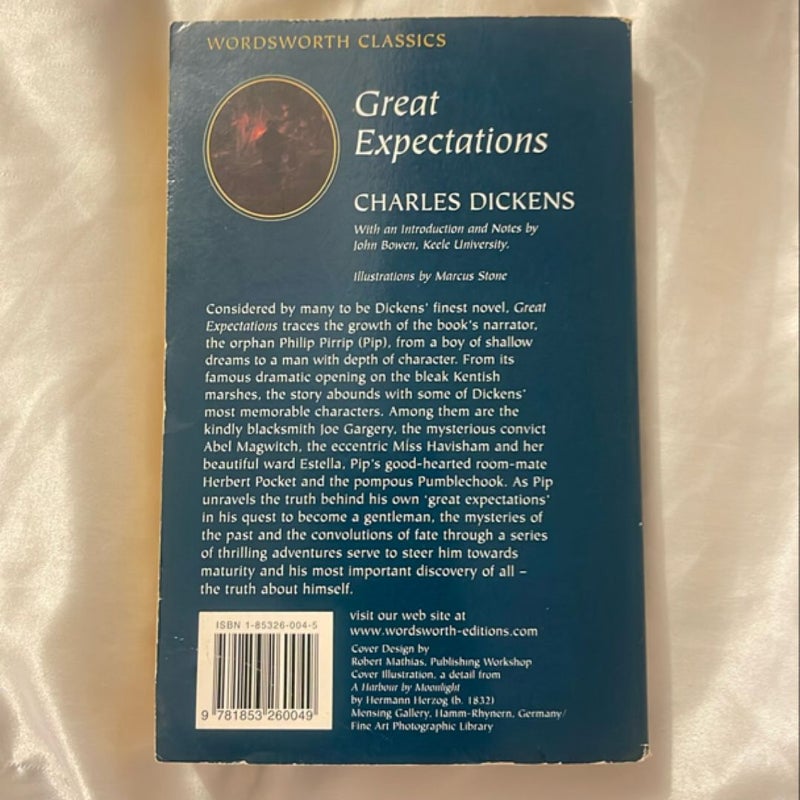 WORDSWORTH CLASSICS
Great
Expectations
CHARLES DICKENS
With an Introduction and Notes by
John Bowen, Keele University.
Illustrations by Marcus Stone
Considered by many to be Dickens' finest novel, Great
Expectations traces the growth of the book's narrator,
the orphan Philip Pirrip (Pip), from a boy of shallow
dreams to a man with depth of character. From its
famous dramatic opening on the bleak Kentish
marshes, the story abounds with some of Dickens'
most memorable characters. Among them are the
kindly blacksmith Joe Gargery, the mysterious convict
Abel Magwitch, the eccentric Miss Havisham and her
beautiful ward Estella, Pip's good-hearted room-mate
Herbert Pocket and the pompous Pumblechook. As Pip
unravels the truth behind his own 'great expectations'
in his quest to become a gentleman, the mysteries of
the past and the convolutions of fate through a series
of thrilling adventures serve to steer him towards
maturity and his most important discovery of all –
the truth about himself.
ISBN 1-85326-004-5
9 781853 260049
visit our web site at
www.wordsworth-editions.com
Cover Design by
Robert Mathias, Publishing Workshop
Cover Illustration, a detail from
A Harbour by Moonlight
by Hermann Herzog (b. 1832)
Mensing Gallery, Hamm-Rhynern, Germany/
Fine Art Photographic Library